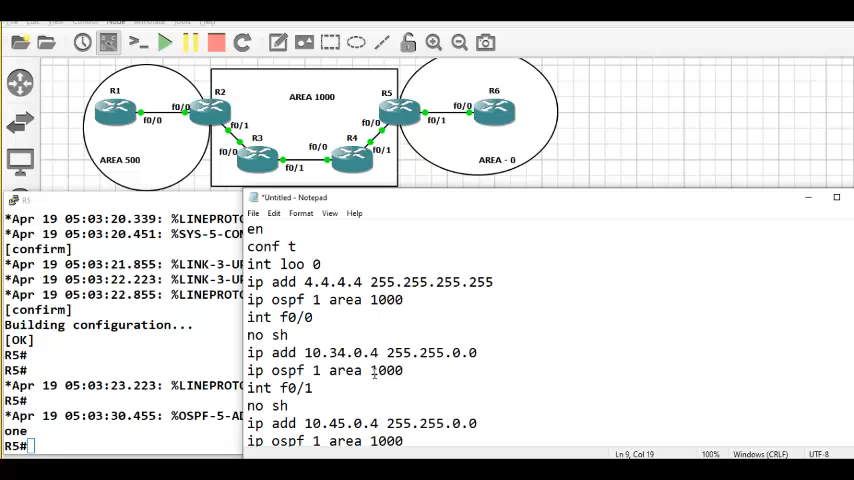 R1
R2
AREA 1000
R5
R6
f0/0
f0/0
f0/1
f0/0
f0/1
f0/0
R3
R4
f0/0
f0/0
f0/1
f0/1
AREA 500
AREA - 0
R5
*Apr 19 05:03:20.339: %LINEPROTO
*Apr 19 05:03:20.451: %SYS-5-CO
[confirm]
*Apr 19 05:03:21.855: %LINK-3-UP
*Apr 19 05:03:22.223: %LINK-3-UP
*Apr 19 05:03:22.855: %LINEPROTO
[confirm]
Building configuration...
[OK]
R5#
R5#
*Apr 19 05:03:23.223: %LINEPROTO
R5#
*Apr 19 05:03:30.455: %OSPF-5-AD
one
R5#
*Untitled - Notepad
File Edit Format View Help
en
conf t
int loo 0
ip add 4.4.4.4 255.255.255.255
ip ospf 1 area 1000
int f0/0
no sh
ip add 10.34.0.4 255.255.0.0
ip ospf 1 area 1000
int f0/1
no sh
ip add 10.45.0.4 255.255.0.0
ip ospf 1 area 1000
Ln 9, Col 19
100%
Windows (CRLF)
UTF-8